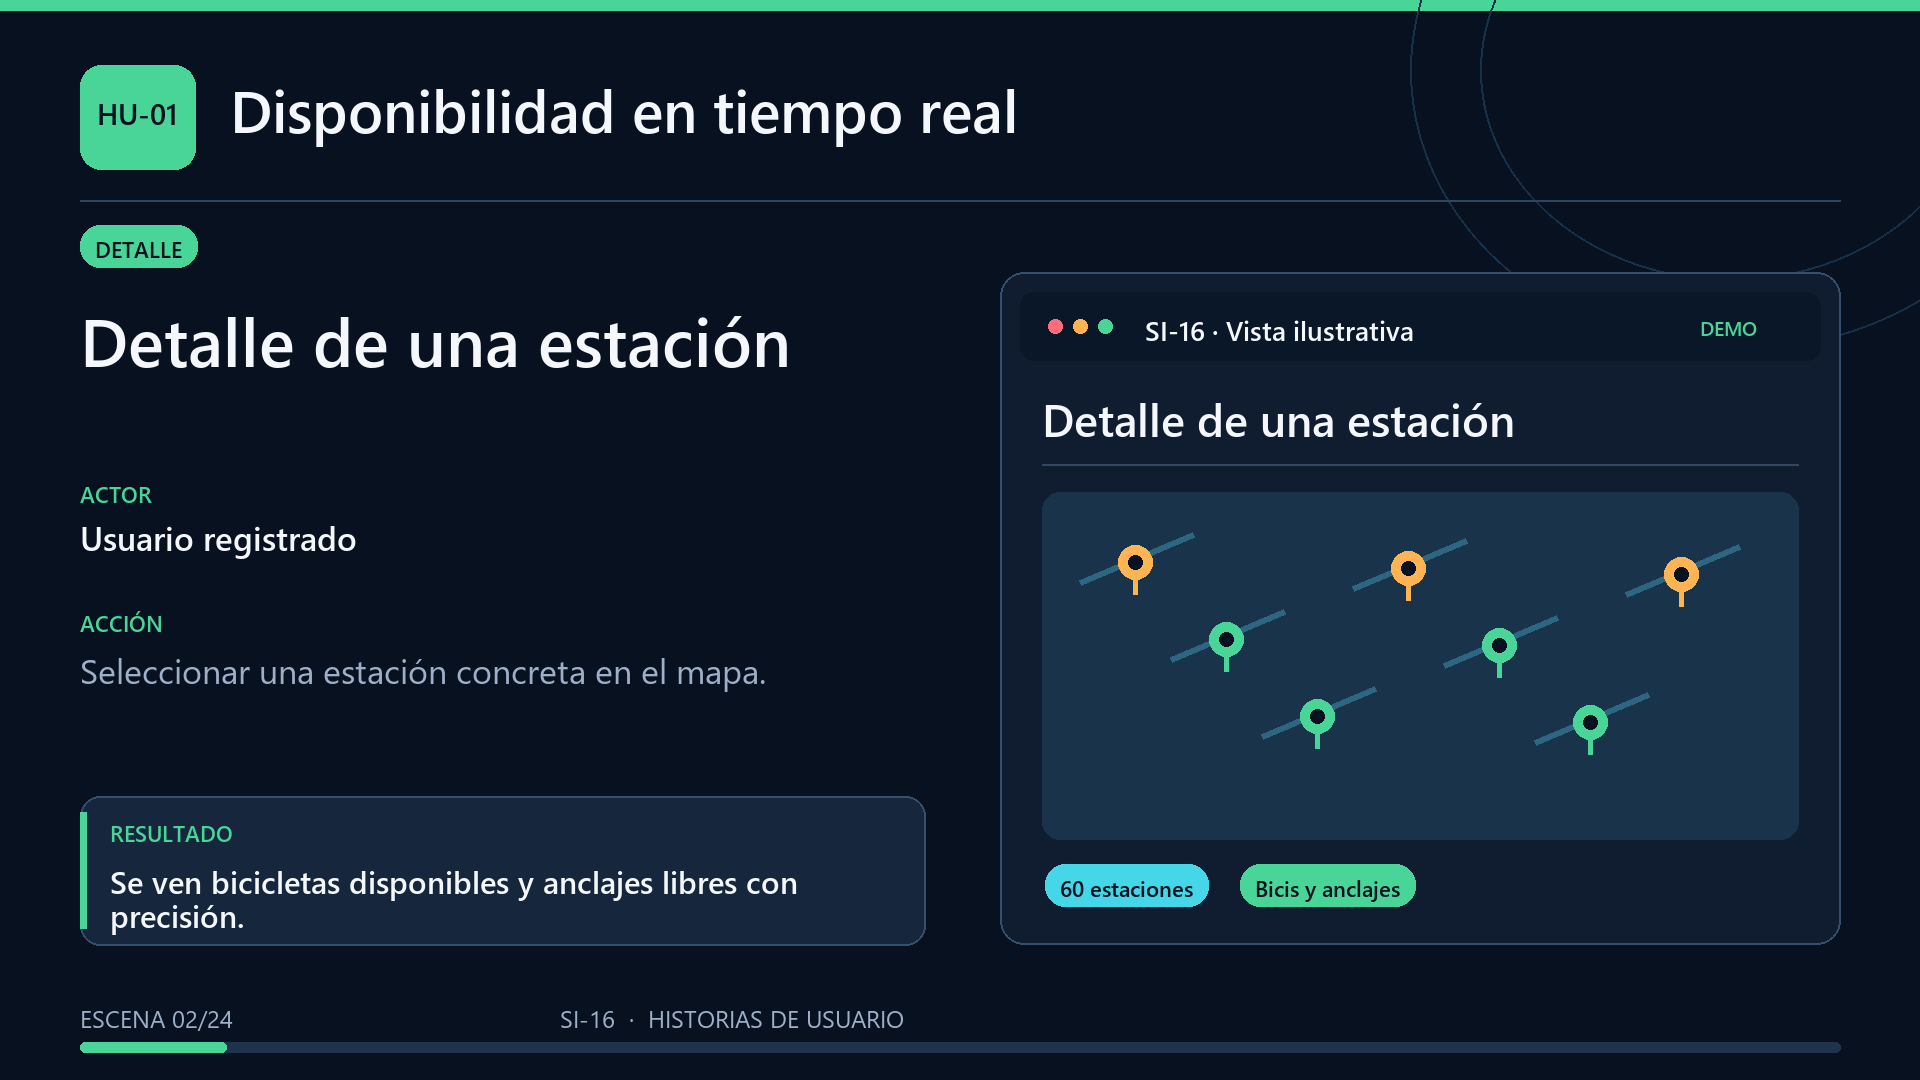 HU-01
Disponibilidad en tiempo real
DETALLE
Detalle de una estación
ACTOR
Usuario registrado
ACCIÓN
Seleccionar una estación concreta en el mapa.
RESULTADO
Se ven bicicletas disponibles y anclajes libres con
precisión.
SI-16 · Vista ilustrativa
DEMO
Detalle de una estación
60 estaciones
Bicis y anclajes
ESCENA 02/24
SI-16 · HISTORIAS DE USUARIO